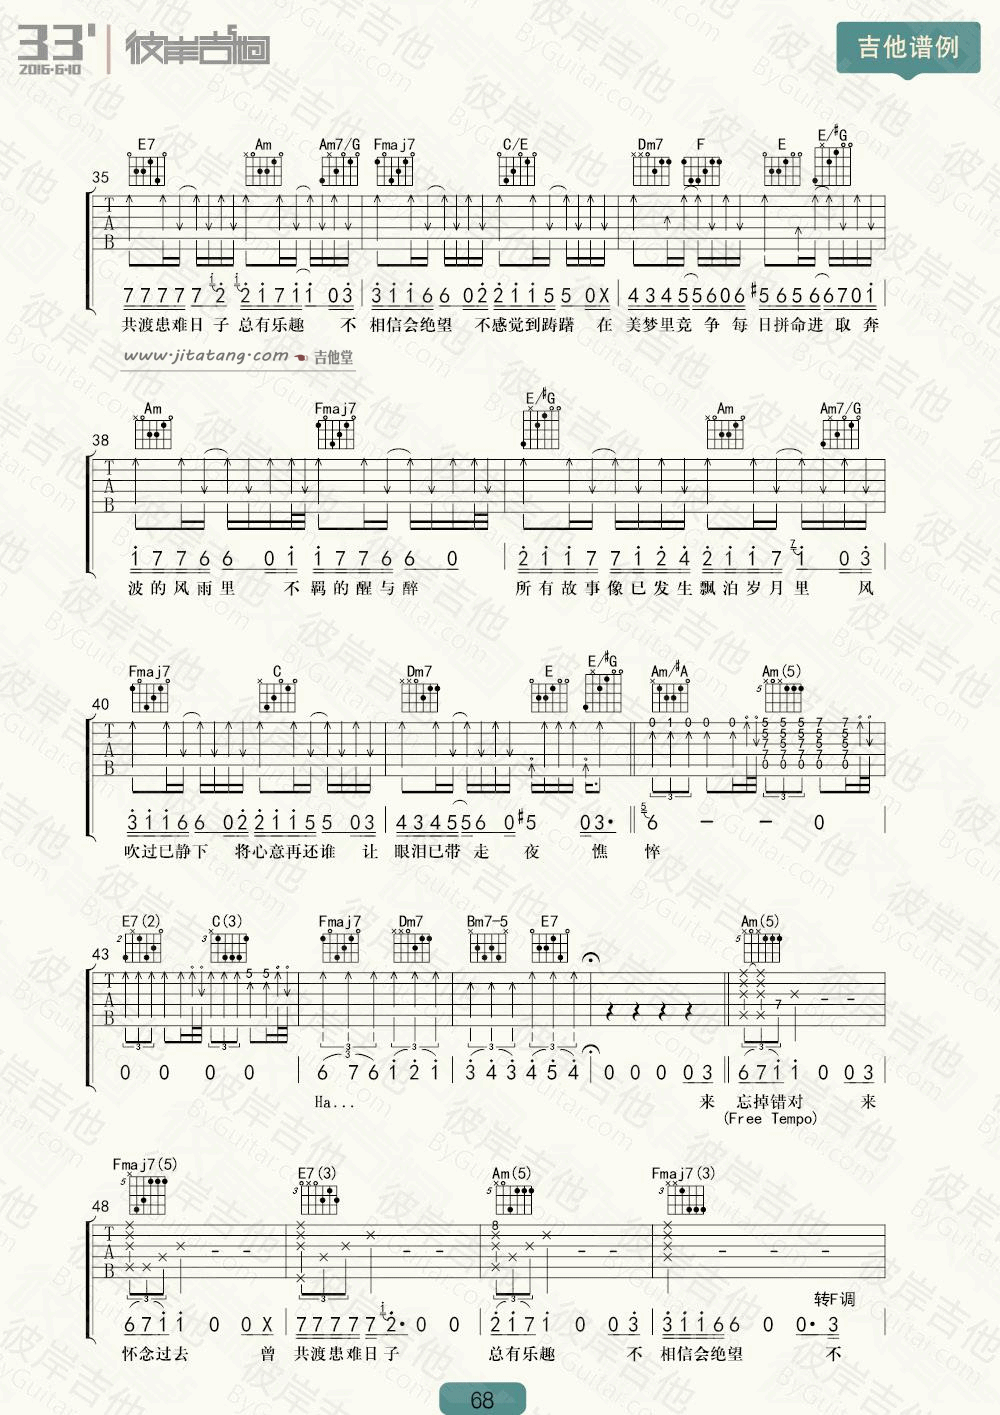 33'
2016·6·10
彼岸吉他
吉他谱例
E7 Am Am7/G Fmaj7 C/E Dm7 F E E/#G
35
T
A
B
7 7 7 7 7 2 2 1 7 1 1 0 3 3 1 1 6 6 0 2 2 1 1 5 5 0 X 4 3 4 5 5 6 0 6 #5 6 5 6 6 7 0 1
共渡患难日子 总有乐趣 不 相信会绝望 不感觉到踌躇 在 美梦里竞 争 每 日拼命进 取 奔
www.jitatang.com 吉他堂
Am Fmaj7 E/#G Am Am7/G
38
T
A
B
1 7 7 6 6 0 1 1 7 7 6 6 0 2 1 1 7 7 1 2 4 2 1 1 7 1 0 3
波的风雨里 不 羁的醒与醉 所有故事像已发生飘泊岁月里 风
Fmaj7 C Dm7 E E/#G Am/#A Am(5)
40
T
A
B
3 1 1 6 6 0 2 2 1 1 5 5 0 3 4 3 4 5 5 6 0 #5 0 3· 6 - - 0
吹过已静下 将心意再还谁 让 眼泪已带 走 夜 憔 悴
E7(2) C(3) Fmaj7 Dm7 Bm7-5 E7 Am(5)
43
T
A
B
0 0 0 0 6 7 6 1 2 1 3 4 3 4 5 4 0 0 0 0 3 6 7 1 1 0 0 3
Ha... 来 忘掉错对 来
(Free Tempo)
Fmaj7(5) E7(3) Am(5) Fmaj7(3)
48
T
A
B
转F调
6 7 1 1 0 0 X 7 7 7 7 7 2· 0 0 2 1 7 1 0 0 0 3 3 1 1 6 6 0 0· 3
怀念过去 曾 共渡患难日子 总有乐趣 不 相信会绝望 不
68